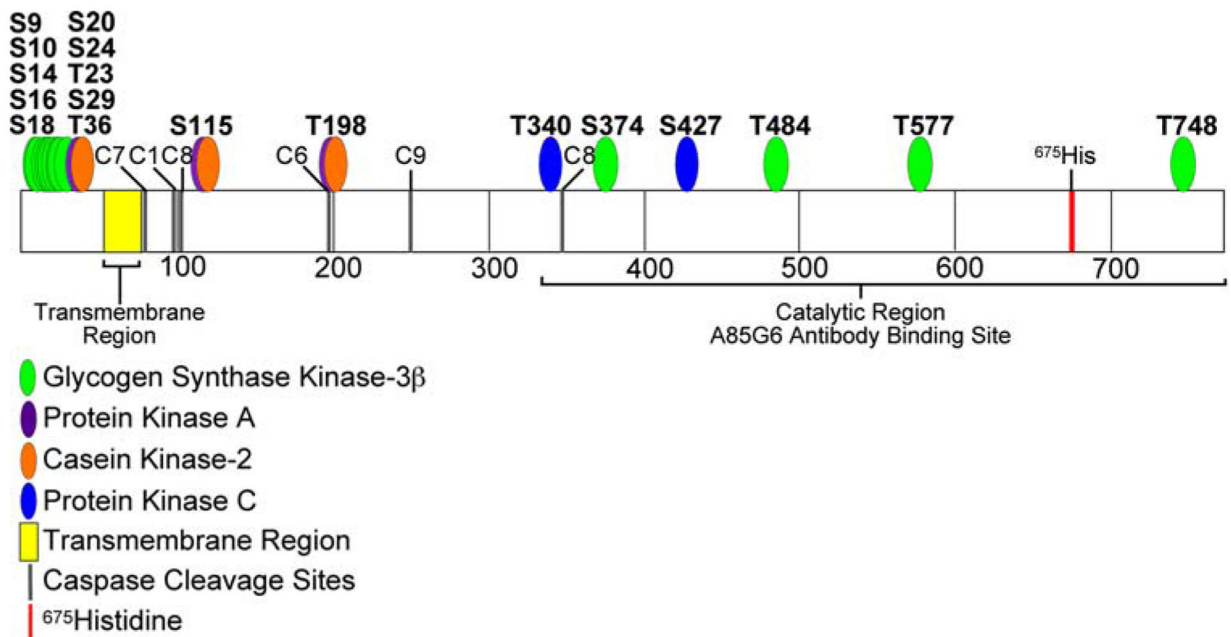 S9 S20
S10 S24
S14 T23
S16 S29
S18 T36 S115 T198 T340 S374 S427 T484 T577 T748
C7 C1 C8 C6 C9 C8 ⁶⁷⁵His
100 200 300 400 500 600 700
Transmembrane
Region
Catalytic Region
A85G6 Antibody Binding Site
Glycogen Synthase Kinase-3β
Protein Kinase A
Casein Kinase-2
Protein Kinase C
Transmembrane Region
Caspase Cleavage Sites
⁶⁷⁵Histidine